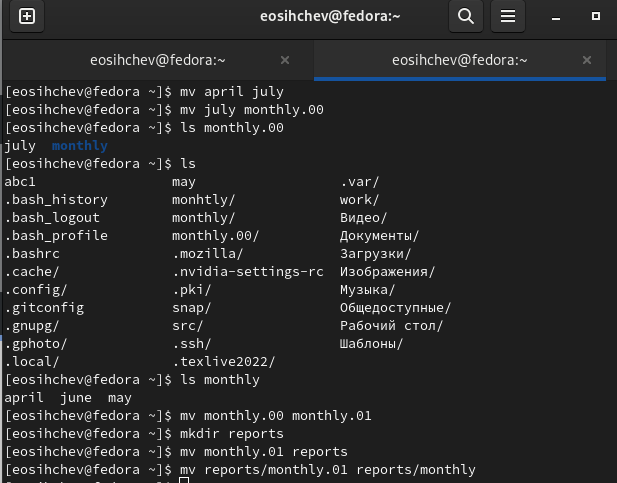 eosihchev@fedora:~
eosihchev@fedora:~ × eosihchev@fedora:~ ×
[eosihchev@fedora ~]$ mv april july
[eosihchev@fedora ~]$ mv july monthly.00
[eosihchev@fedora ~]$ ls monthly.00
july  monthly
[eosihchev@fedora ~]$ ls
abc1 may .var/
.bash_history monhtly/ work/
.bash_logout monthly/ Видео/
.bash_profile monthly.00/ Документы/
.bashrc .mozilla/ Загрузки/
.cache/ .nvidia-settings-rc Изображения/
.config/ .pki/ Музыка/
.gitconfig snap/ Общедоступные/
.gnupg/ src/ Рабочий стол/
.gphoto/ .ssh/ Шаблоны/
.local/ .texlive2022/
[eosihchev@fedora ~]$ ls monthly
april  june  may
[eosihchev@fedora ~]$ mv monthly.00 monthly.01
[eosihchev@fedora ~]$ mkdir reports
[eosihchev@fedora ~]$ mv monthly.01 reports
[eosihchev@fedora ~]$ mv reports/monthly.01 reports/monthly
[eosihchev@fedora ~]$